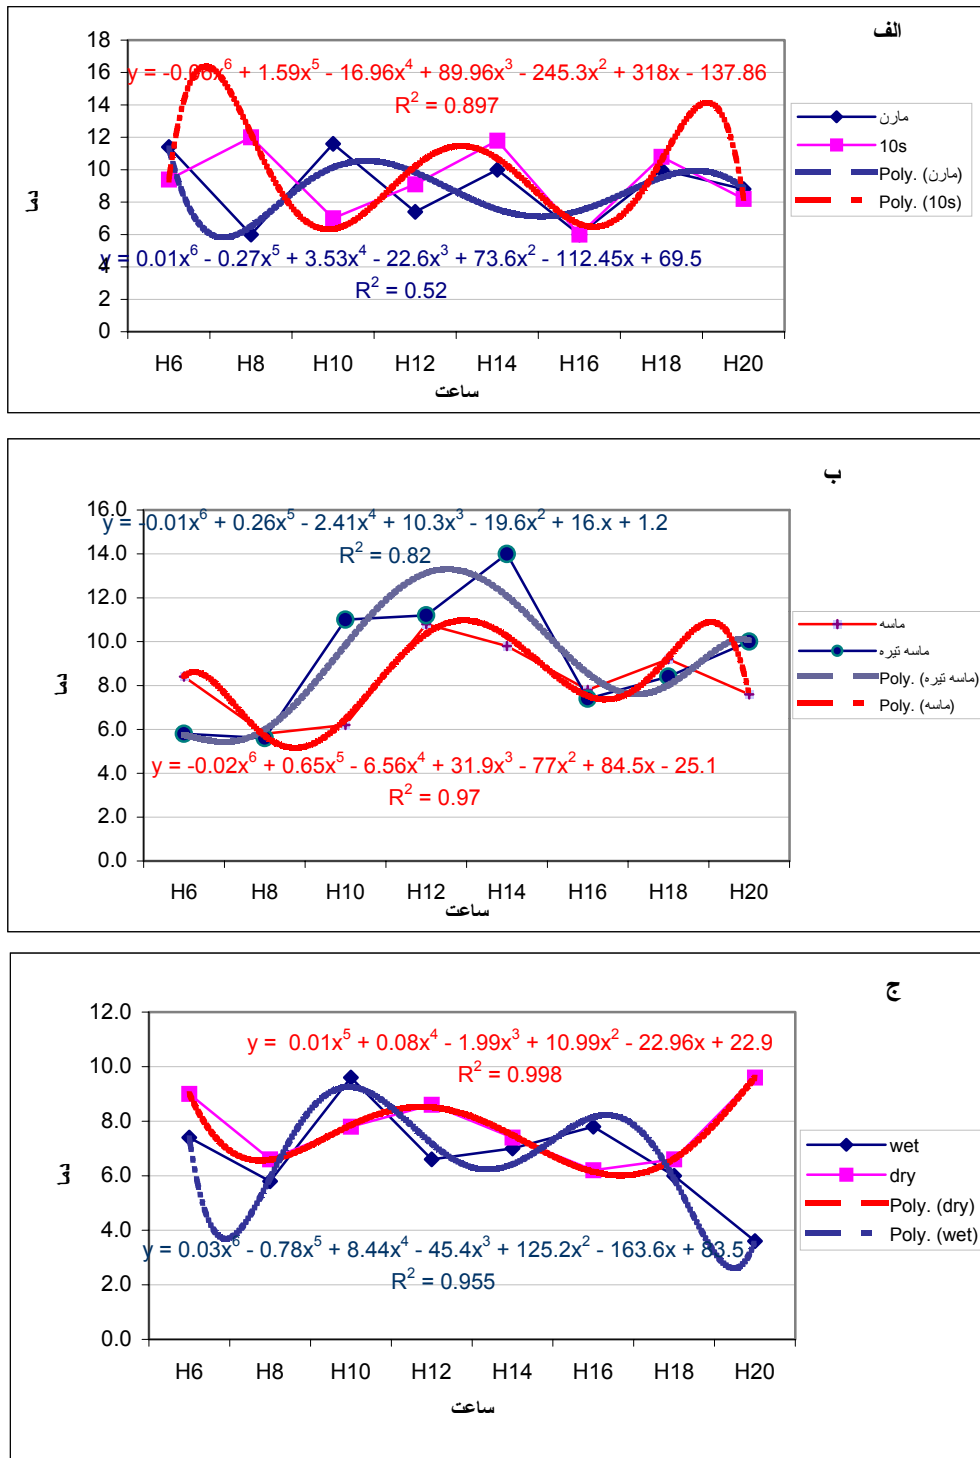 الف
18
16
14
12
10
8
6
4
2
0
y = -0.06x⁶ + 1.59x⁵ - 16.96x⁴ + 89.96x³ - 245.3x² + 318x - 137.86
R² = 0.897
y = 0.01x⁶ - 0.27x⁵ + 3.53x⁴ - 22.6x³ + 73.6x² - 112.45x + 69.5
R² = 0.52
دما
H6 H8 H10 H12 H14 H16 H18 H20
ساعت
مارن
10s
Poly. (مارن)
Poly. (10s)
ب
16.0
14.0
12.0
10.0
8.0
6.0
4.0
2.0
0.0
y = -0.01x⁶ + 0.26x⁵ - 2.41x⁴ + 10.3x³ - 19.6x² + 16.x + 1.2
R² = 0.82
y = -0.02x⁶ + 0.65x⁵ - 6.56x⁴ + 31.9x³ - 77x² + 84.5x - 25.1
R² = 0.97
دما
H6 H8 H10 H12 H14 H16 H18 H20
ساعت
ماسه
ماسه تیره
Poly. (ماسه تیره)
Poly. (ماسه)
ج
12.0
10.0
8.0
6.0
4.0
2.0
0.0
y = 0.01x⁵ + 0.08x⁴ - 1.99x³ + 10.99x² - 22.96x + 22.9
R² = 0.998
y = 0.03x⁶ - 0.78x⁵ + 8.44x⁴ - 45.4x³ + 125.2x² - 163.6x + 83.5
R² = 0.955
دما
H6 H8 H10 H12 H14 H16 H18 H20
ساعت
wet
dry
Poly. (dry)
Poly. (wet)